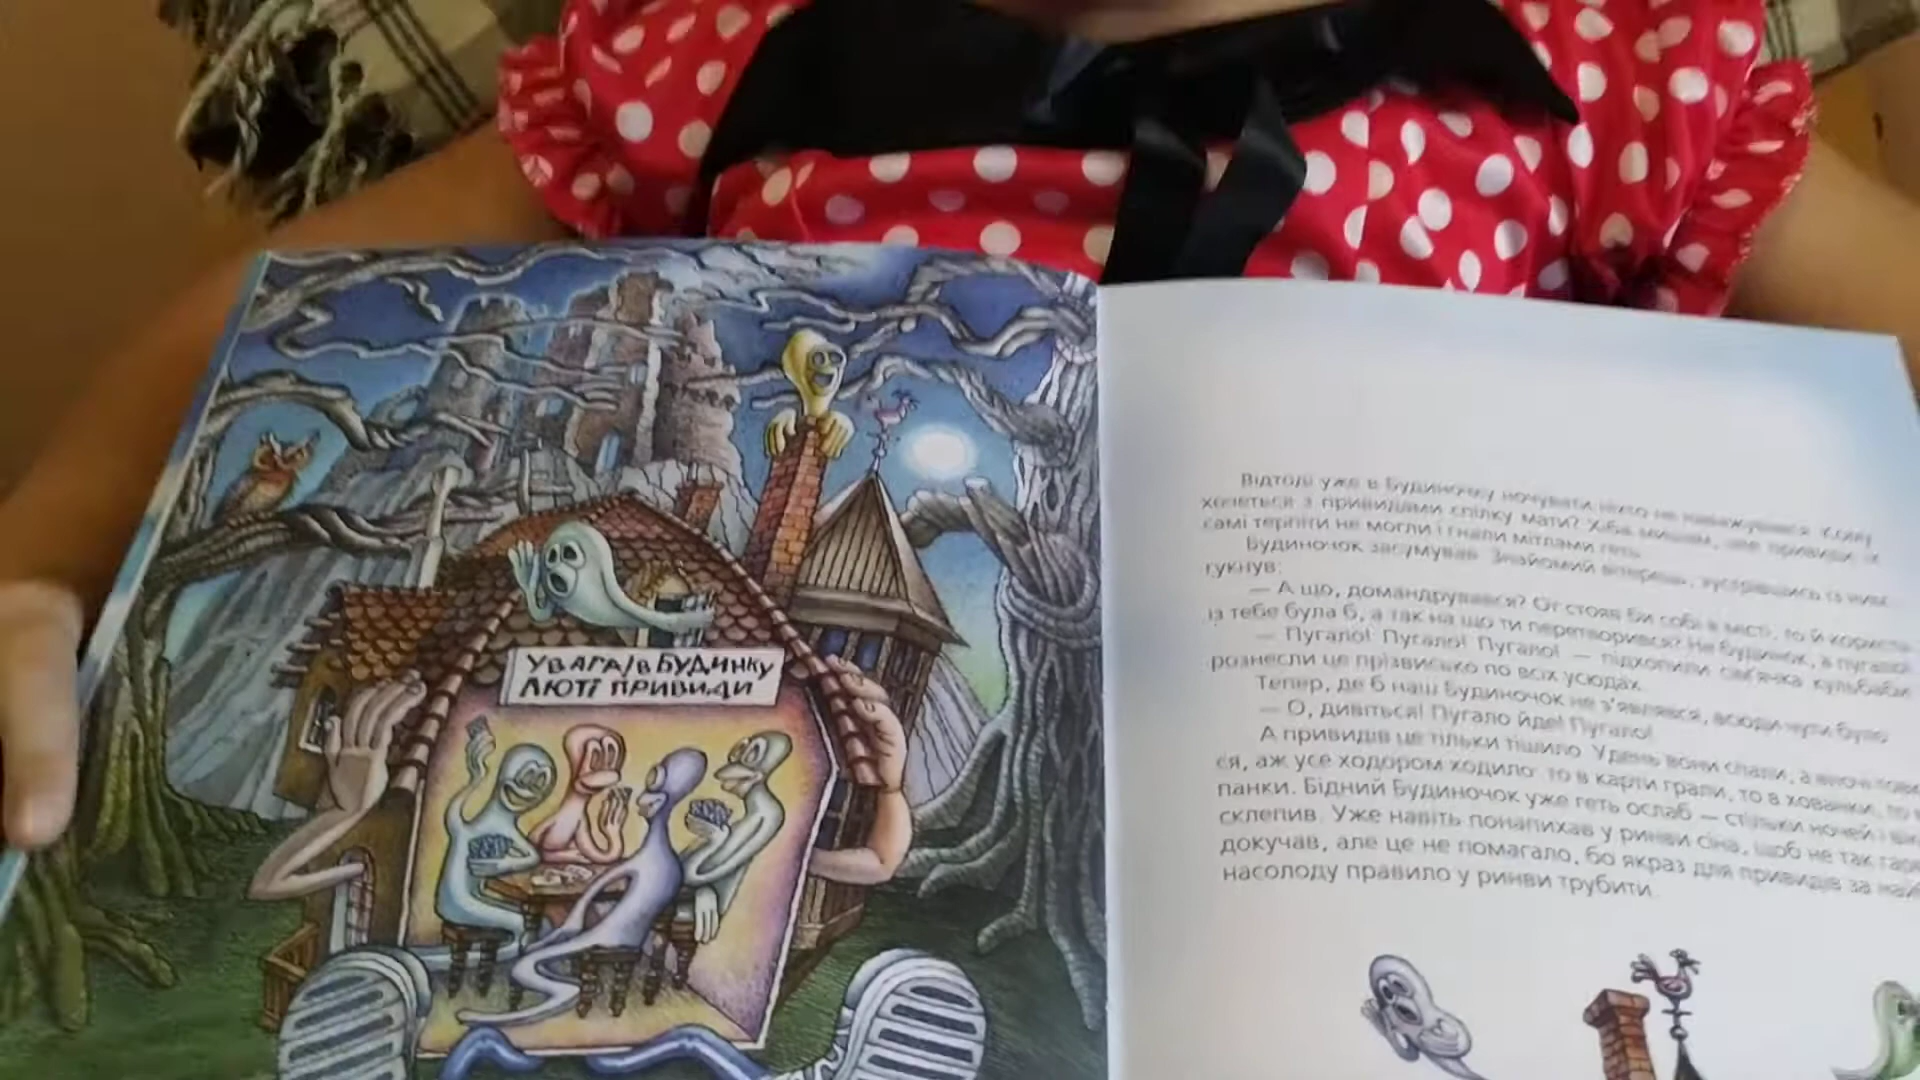 УВАГА! В БУДИНКУ
ЛЮТІ ПРИВИДИ
Відтоді уже в Будиночку ночувати ніхто не наважувався. Кому
хочеться з привидами спілку мати? Хіба мишам, але привиди їх
самі терпіти не могли і гнали мітлами геть.
Будиночок засумував. Знайомий вітерець, зустрівшись із ним,
гукнув:
— А що, домандрувався? От стояв би собі в місті, то й користь
із тебе була б, а так на що ти перетворився? Не Будинок, а пугало!
— Пугало! Пугало! Пугало! — підхопили сім'ячка кульбаби
рознесли це прізвисько по всіх усюдах.
Тепер, де б наш Будиночок не з'являвся, всюди чути було
— О, дивіться! Пугало йде! Пугало!
А привидів це тільки тішило. Удень вони спали, а вночі
ся, аж усе ходором ходило: то в карти грали, то в хованки, то в
панки. Бідний Будиночок уже геть ослаб — стільки ночей і
склепив. Уже навіть понапихав у ринви сіна, щоб не так
докучав, але це не помагало, бо якраз для привидів за
насолоду правило у ринви трубити.